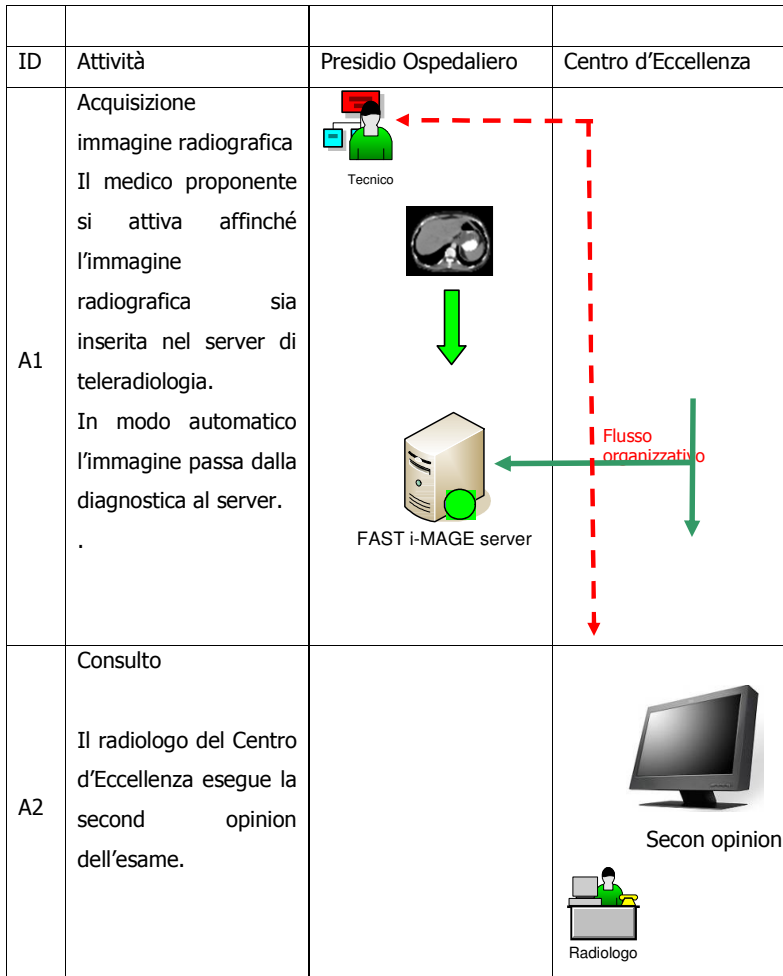 ID Attività Presidio Ospedaliero Centro d’Eccellenza
A1
Acquisizione
immagine radiografica
Il medico proponente
si attiva affinché
l’immagine
radiografica sia
inserita nel server di
teleradiologia.
In modo automatico
l’immagine passa dalla
diagnostica al server.
.
Tecnico
FAST i-MAGE server
Flusso
organizzativo
A2
Consulto
Il radiologo del Centro
d’Eccellenza esegue la
second opinion
dell’esame.
Secon opinion
Radiologo